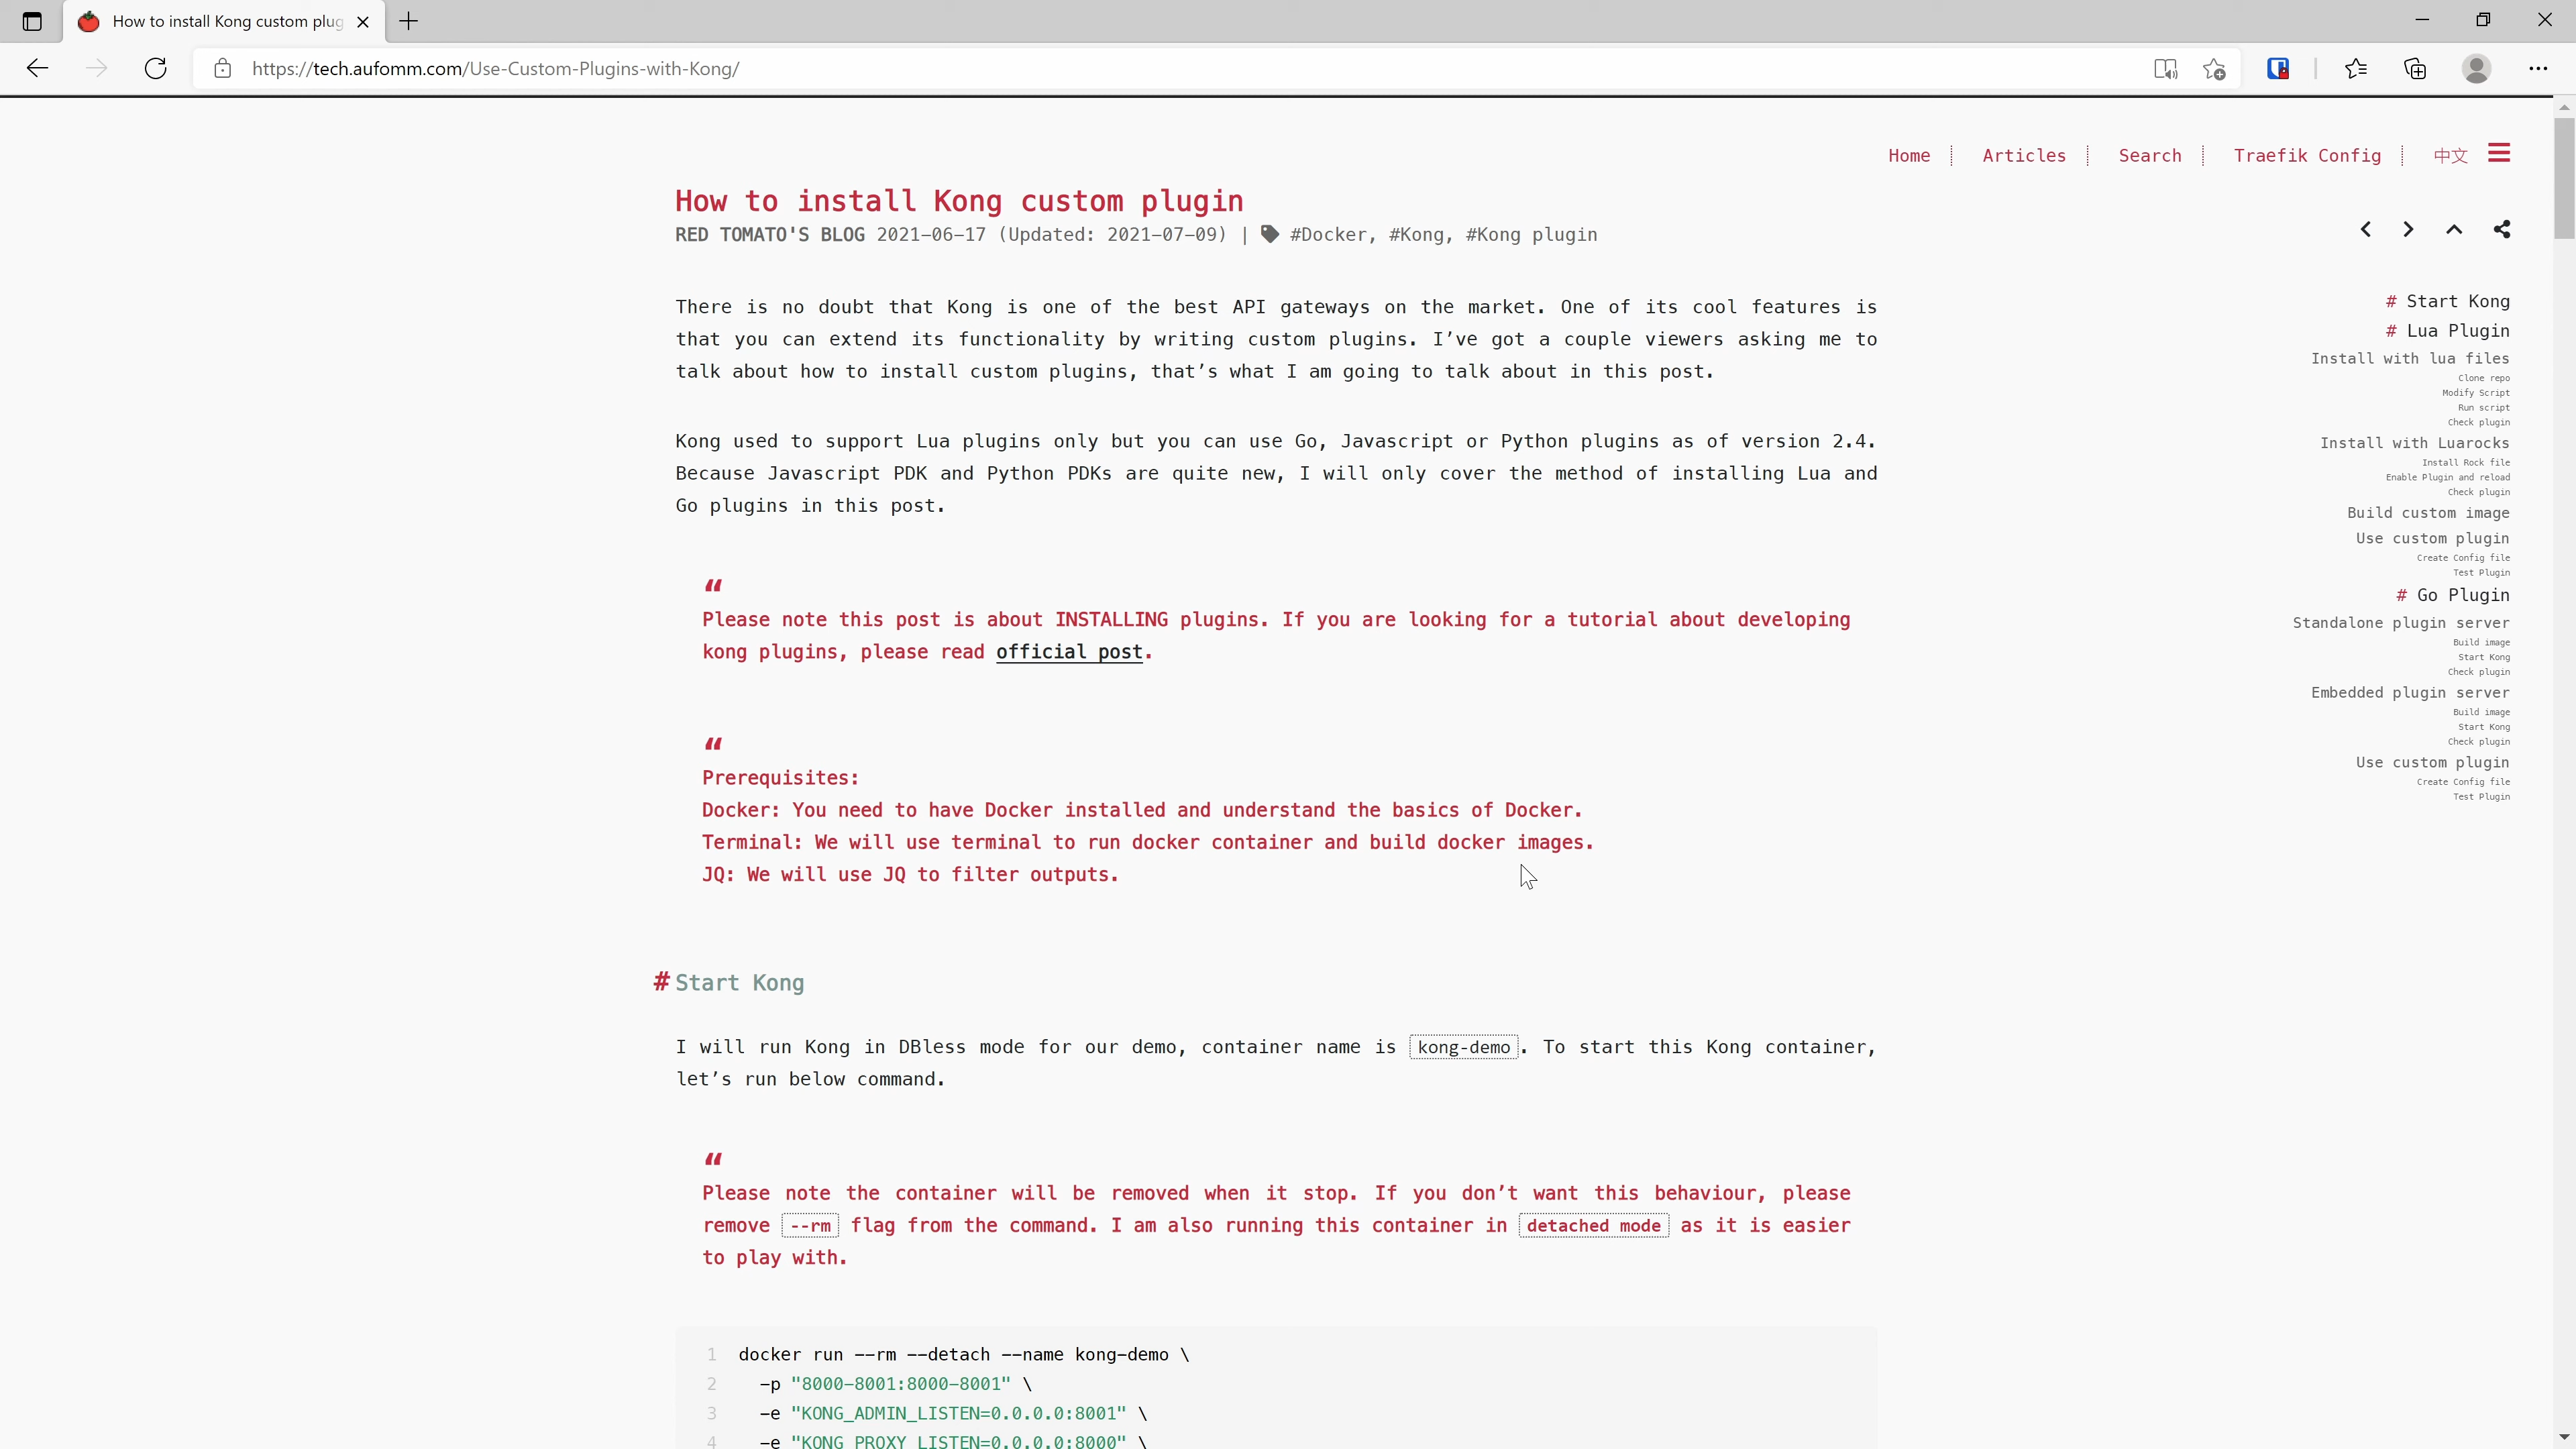 How to install Kong custom plug
https://tech.aufomm.com/Use-Custom-Plugins-with-Kong/
Home
Articles
Search
Traefik Config
中文
How to install Kong custom plugin
RED TOMATO'S BLOG 2021-06-17 (Updated: 2021-07-09) | #Docker, #Kong, #Kong plugin
There is no doubt that Kong is one of the best API gateways on the market. One of its cool features is
that you can extend its functionality by writing custom plugins. I’ve got a couple viewers asking me to
talk about how to install custom plugins, that’s what I am going to talk about in this post.
Kong used to support Lua plugins only but you can use Go, Javascript or Python plugins as of version 2.4.
Because Javascript PDK and Python PDKs are quite new, I will only cover the method of installing Lua and
Go plugins in this post.
“
Please note this post is about INSTALLING plugins. If you are looking for a tutorial about developing
kong plugins, please read official post.
“
Prerequisites:
Docker: You need to have Docker installed and understand the basics of Docker.
Terminal: We will use terminal to run docker container and build docker images.
JQ: We will use JQ to filter outputs.
# Start Kong
I will run Kong in DBless mode for our demo, container name is kong-demo. To start this Kong container,
let’s run below command.
“
Please note the container will be removed when it stop. If you don’t want this behaviour, please
remove --rm flag from the command. I am also running this container in detached mode as it is easier
to play with.
1 docker run --rm --detach --name kong-demo \
2 -p "8000-8001:8000-8001" \
3 -e "KONG_ADMIN_LISTEN=0.0.0.0:8001" \
4 -e "KONG_PROXY_LISTEN=0.0.0.0:8000" \
# Start Kong
# Lua Plugin
Install with lua files
Clone repo
Modify Script
Run script
Check plugin
Install with Luarocks
Install Rock file
Enable Plugin and reload
Check plugin
Build custom image
Use custom plugin
Create Config file
Test Plugin
# Go Plugin
Standalone plugin server
Build image
Start Kong
Check plugin
Embedded plugin server
Build image
Start Kong
Check plugin
Use custom plugin
Create Config file
Test Plugin